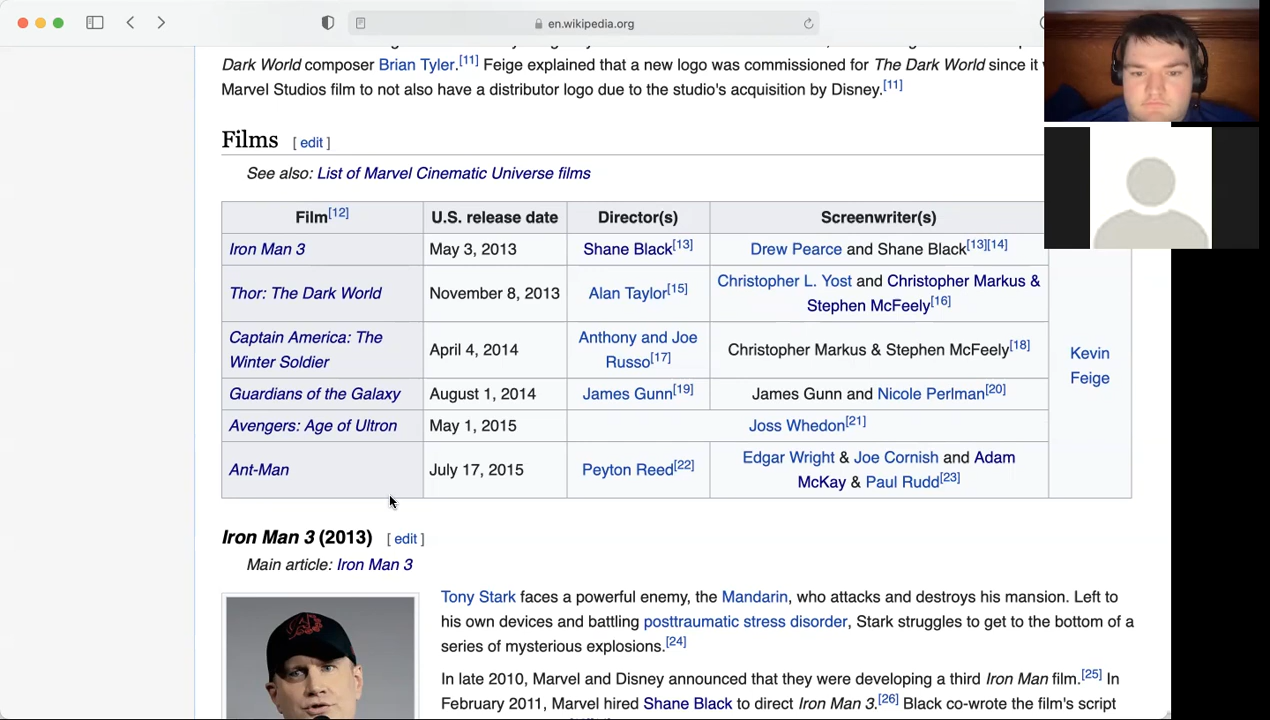 en.wikipedia.org
Dark World composer Brian Tyler.[11] Feige explained that a new logo was commissioned for The Dark World since it
Marvel Studios film to not also have a distributor logo due to the studio's acquisition by Disney.[11]
Films [ edit ]
See also: List of Marvel Cinematic Universe films
Film[12] U.S. release date Director(s) Screenwriter(s)
Iron Man 3 May 3, 2013 Shane Black[13] Drew Pearce and Shane Black[13][14]
Thor: The Dark World November 8, 2013 Alan Taylor[15] Christopher L. Yost and Christopher Markus &
Stephen McFeely[16]
Captain America: The
Winter Soldier April 4, 2014 Anthony and Joe
Russo[17] Christopher Markus & Stephen McFeely[18]
Kevin
Feige
Guardians of the Galaxy August 1, 2014 James Gunn[19] James Gunn and Nicole Perlman[20]
Avengers: Age of Ultron May 1, 2015 Joss Whedon[21]
Ant-Man July 17, 2015 Peyton Reed[22] Edgar Wright & Joe Cornish and Adam
McKay & Paul Rudd[23]
Iron Man 3 (2013) [ edit ]
Main article: Iron Man 3
Tony Stark faces a powerful enemy, the Mandarin, who attacks and destroys his mansion. Left to
his own devices and battling posttraumatic stress disorder, Stark struggles to get to the bottom of a
series of mysterious explosions.[24]
In late 2010, Marvel and Disney announced that they were developing a third Iron Man film.[25] In
February 2011, Marvel hired Shane Black to direct Iron Man 3.[26] Black co-wrote the film's script